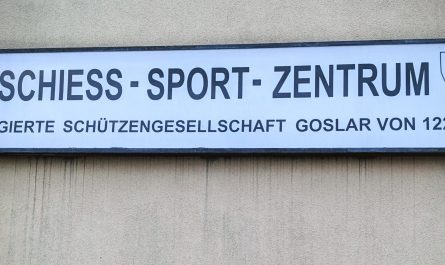 SCHIESS - SPORT - ZENTRUM
GIERTE SCHÜTZENGESELLSCHAFT GOSLAR VON 122